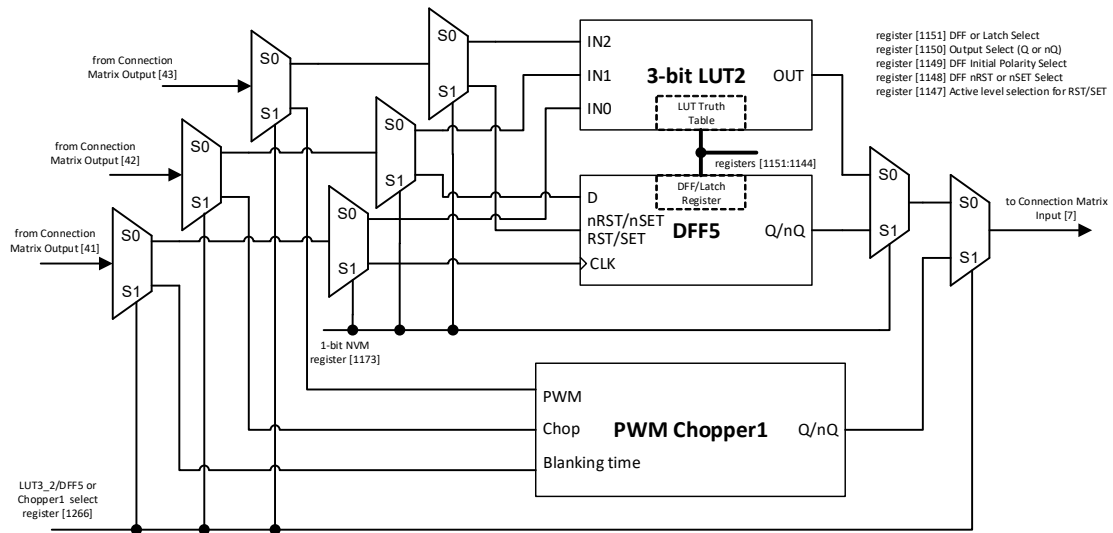 from Connection
Matrix Output [43]
S0
S1
S0
S1
IN2
IN1
IN0
3-bit LUT2
OUT
LUT Truth
Table
register [1151] DFF or Latch Select
register [1150] Output Select (Q or nQ)
register [1149] DFF Initial Polarity Select
register [1148] DFF nRST or nSET Select
register [1147] Active level selection for RST/SET
from Connection
Matrix Output [42]
S0
S1
S0
S1
registers [1151:1144]
from Connection
Matrix Output [41]
S0
S1
S0
S1
DFF/Latch
Register
D
nRST/nSET
RST/SET
CLK
DFF5
Q/nQ
S0
S1
S0
S1
to Connection Matrix
Input [7]
1-bit NVM
register [1173]
PWM
Chop
Blanking time
PWM Chopper1
Q/nQ
LUT3_2/DFF5 or
Chopper1 select
register [1266]